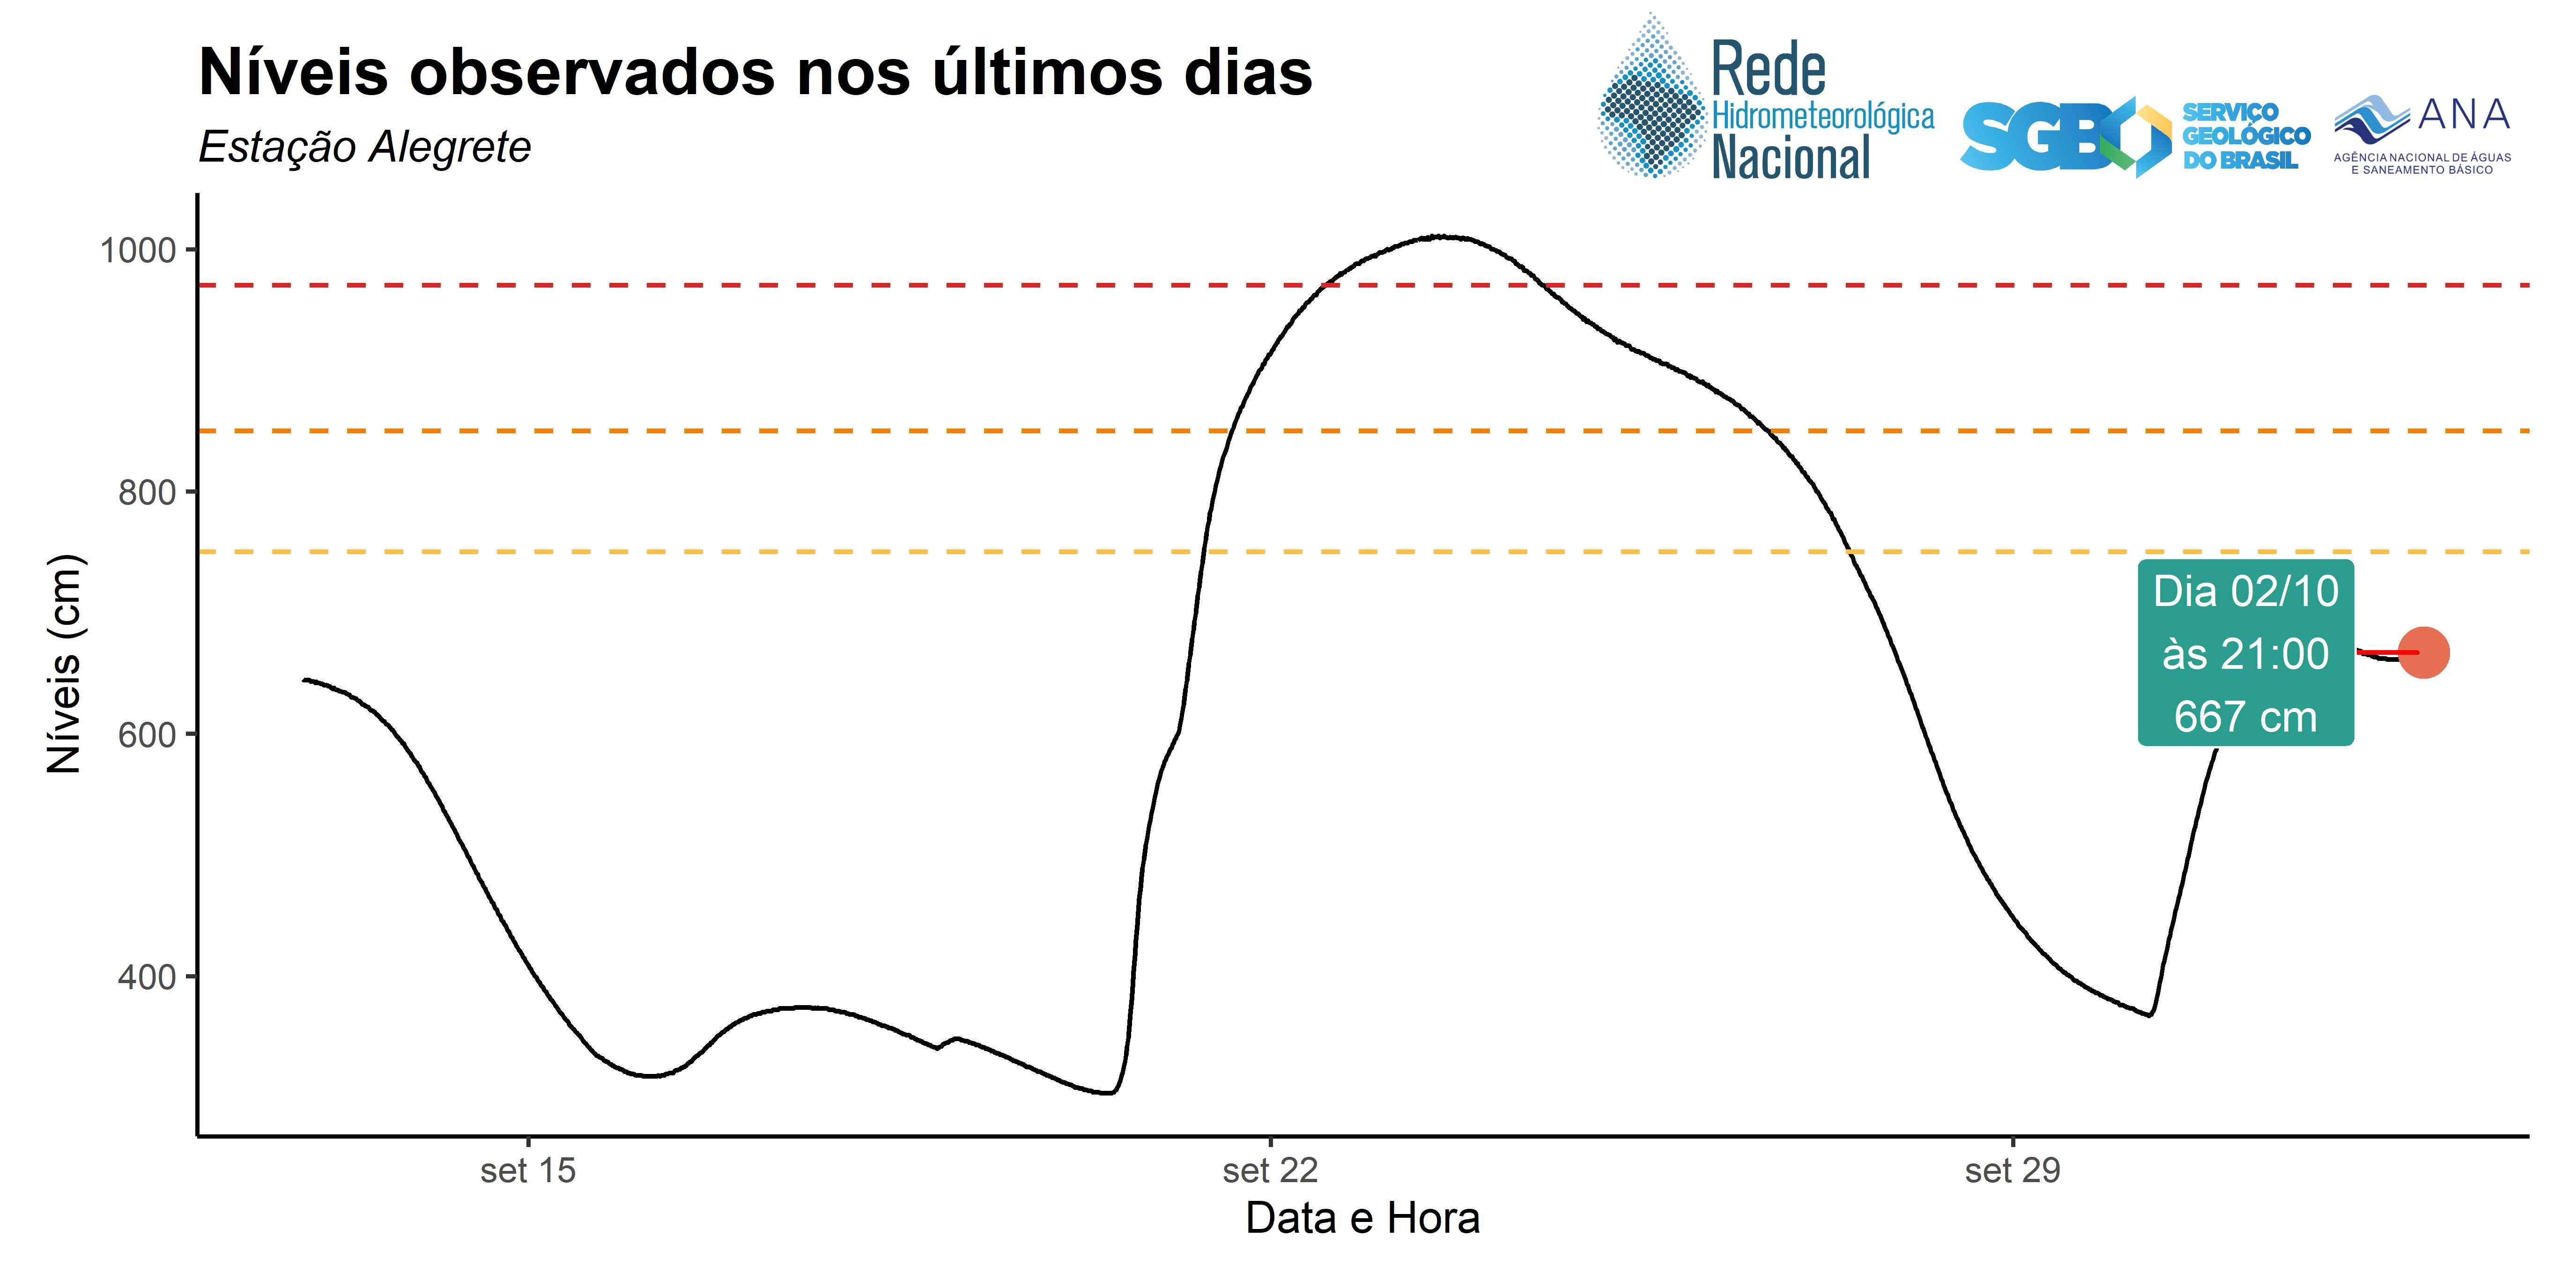 Níveis observados nos últimos dias
Estação Alegrete
Rede
Hidrometeorológica
Nacional
SGB
SERVIÇO
GEOLÓGICO
DO BRASIL
ANA
AGÊNCIA NACIONAL DE ÁGUAS
E SANEAMENTO BÁSICO
Níveis (cm)
1000
800
600
400
Dia 02/10
às 21:00
667 cm
set 15
set 22
set 29
Data e Hora